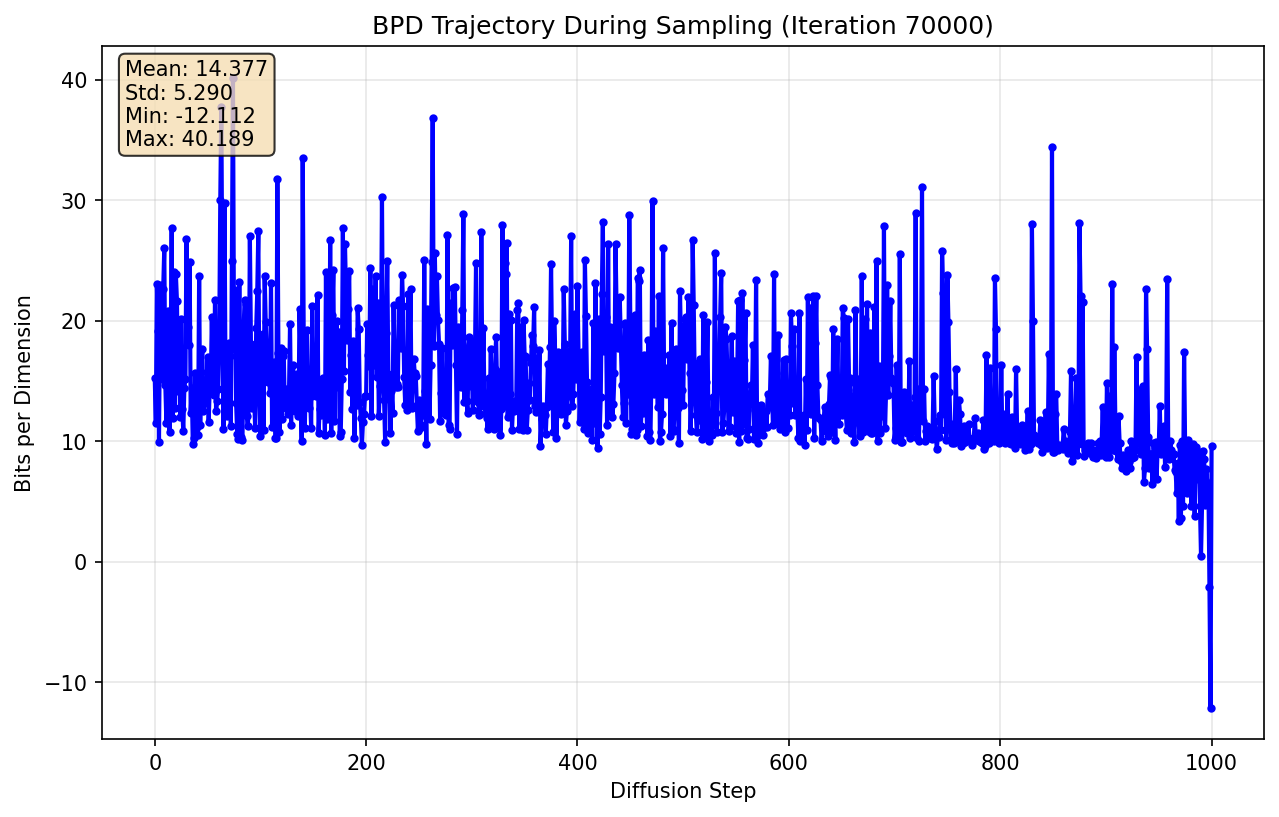 BPD Trajectory During Sampling (Iteration 70000)
Mean: 14.377
Std: 5.290
Min: -12.112
Max: 40.189
40
30
20
10
0
−10
Bits per Dimension
0 200 400 600 800 1000
Diffusion Step